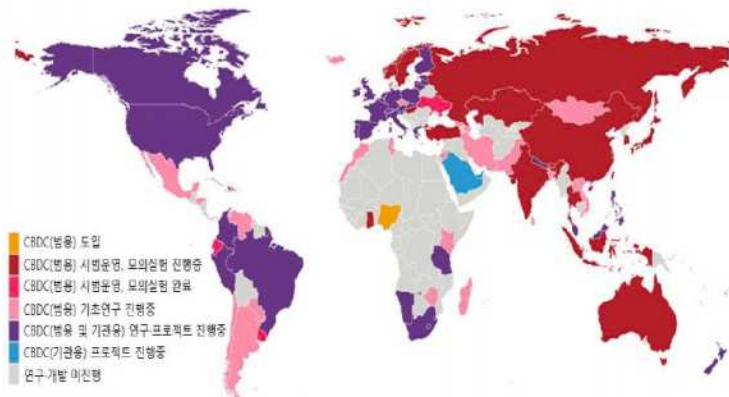 CBDC(범용) 도입
CBDC(범용) 시범운영, 모의실험 진행중
CBDC(범용) 시범운영, 모의실험 완료
CBDC(범용) 기초연구 진행중
CBDC(범용 및 기관용) 연구·프로젝트 진행중
CBDC(기관용) 프로젝트 진행중
연구·개발 미진행